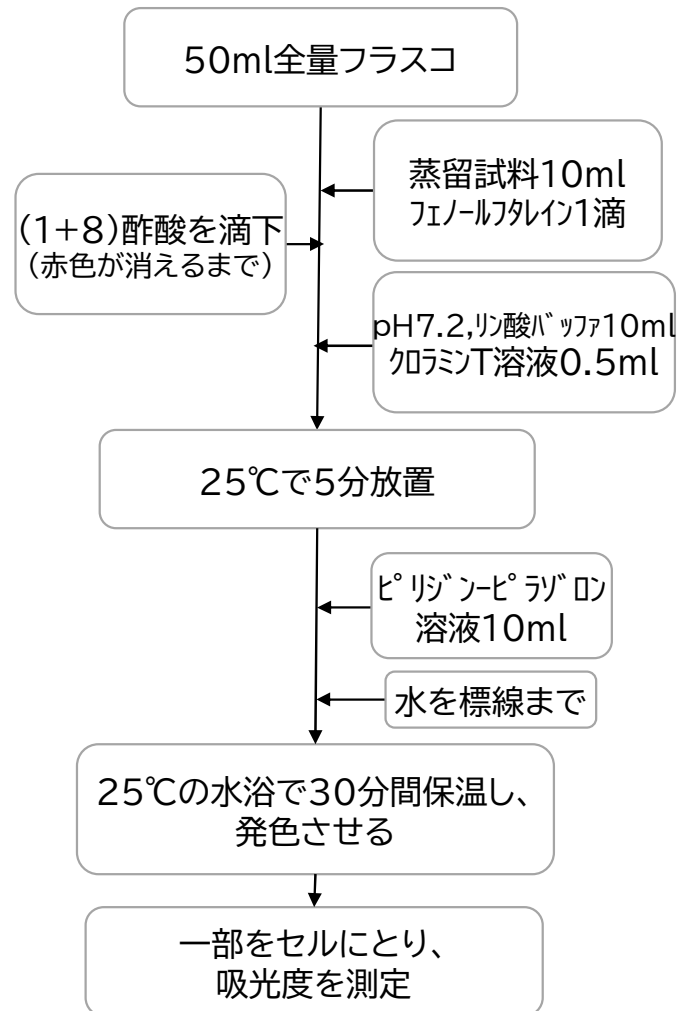 50ml全量フラスコ
蒸留試料10ml
ﾌｪﾉｰﾙﾌﾀﾚｲﾝ1滴
(1+8)酢酸を滴下
(赤色が消えるまで)
pH7.2,ﾘﾝ酸ﾊﾞｯﾌｧ10ml
ｸﾛﾗﾐﾝT溶液0.5ml
25℃で5分放置
ﾋﾟﾘｼﾞﾝｰﾋﾟﾗｿﾞﾛﾝ
溶液10ml
水を標線まで
25℃の水浴で30分間保温し、
発色させる
一部をセルにとり、
吸光度を測定